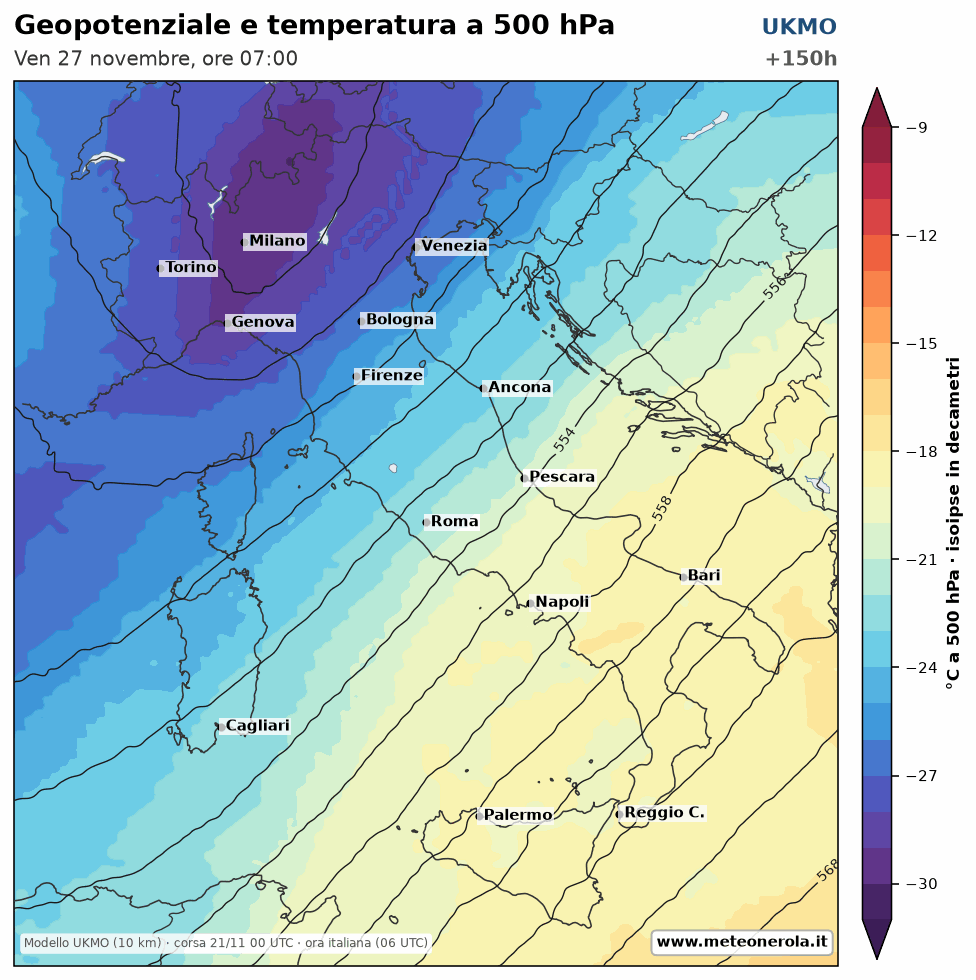 Geopotenziale e temperatura a 500 hPa
UKMO
Ven 27 novembre, ore 07:00
+150h
−9
−12
−15
−18
−21
−24
−27
−30
°C a 500 hPa · isoipse in decametri
Milano
Venezia
Torino
556
Genova
Bologna
Firenze
Ancona
554
Pescara
558
Roma
Bari
Napoli
Cagliari
Palermo
Reggio C.
568
Modello UKMO (10 km) · corsa 21/11 00 UTC · ora italiana (06 UTC)
www.meteonerola.it